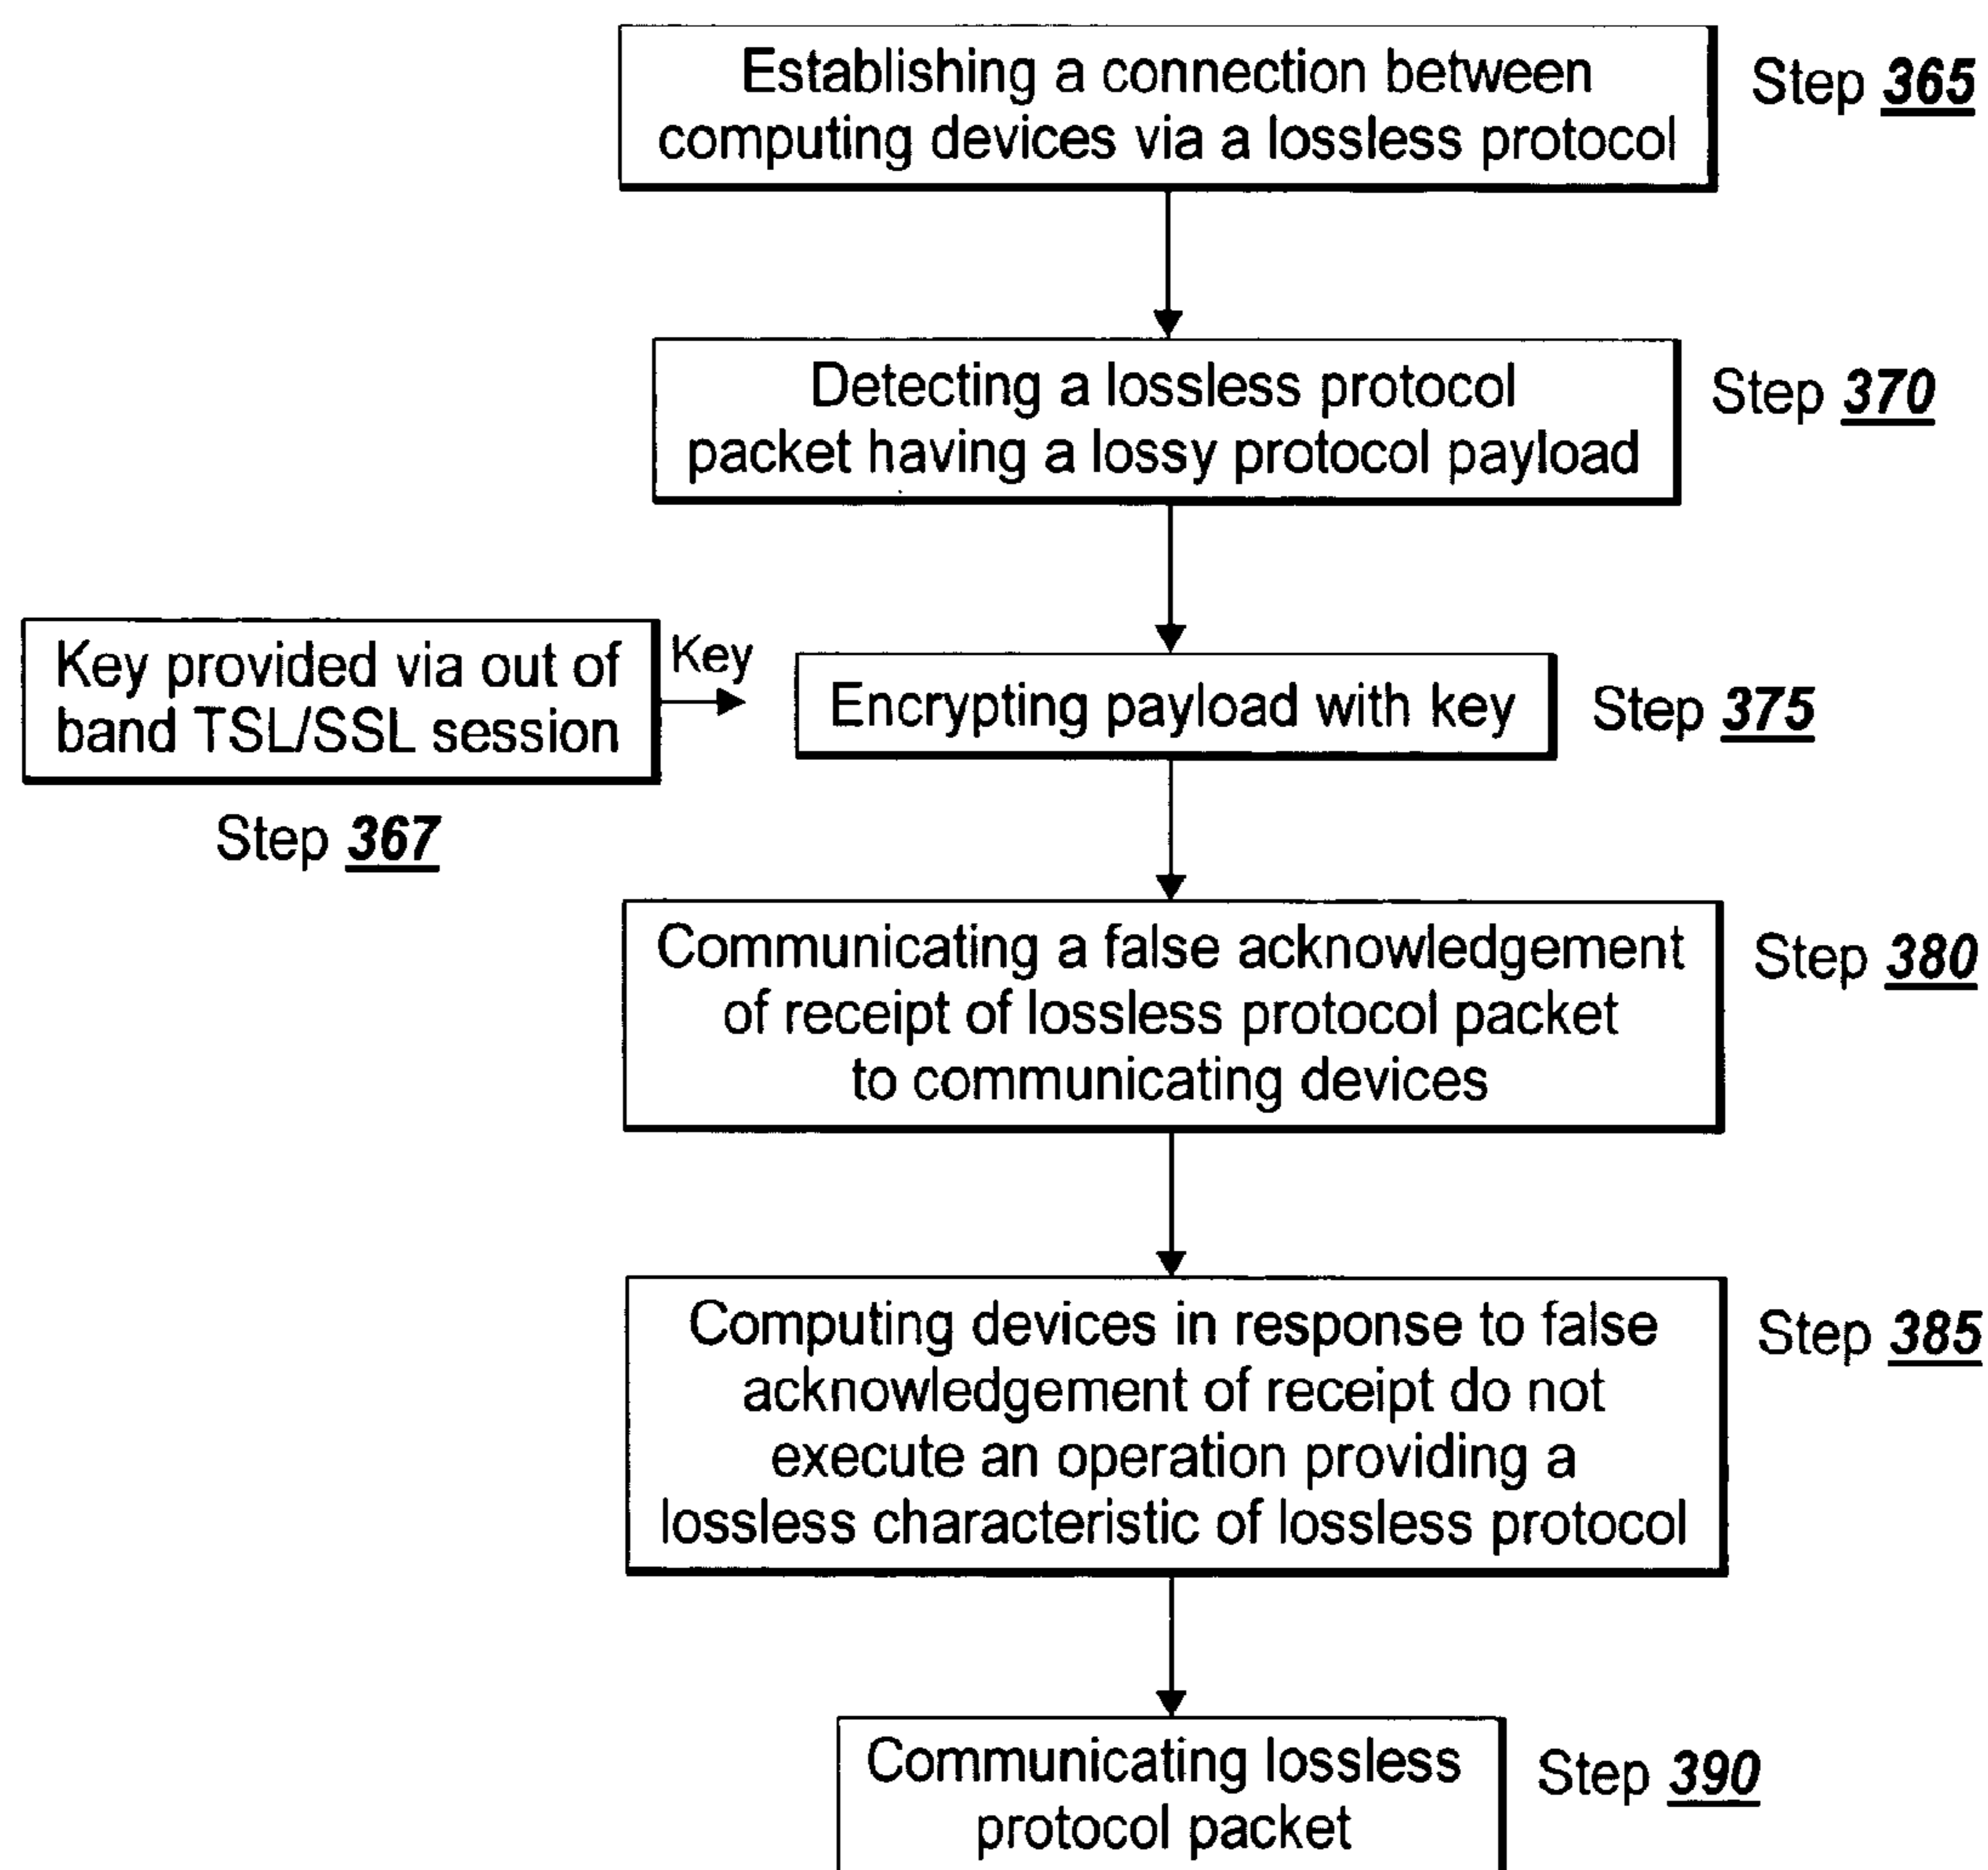 Establishing a connection between
computing devices via a lossless protocol
Step 365
Detecting a lossless protocol
packet having a lossy protocol payload
Step 370
Key provided via out of
band TSL/SSL session
Step 367
Key
Encrypting payload with key
Step 375
Communicating a false acknowledgement
of receipt of lossless protocol packet
to communicating devices
Step 380
Computing devices in response to false
acknowledgement of receipt do not
execute an operation providing a
lossless characteristic of lossless protocol
Step 385
Communicating lossless
protocol packet
Step 390